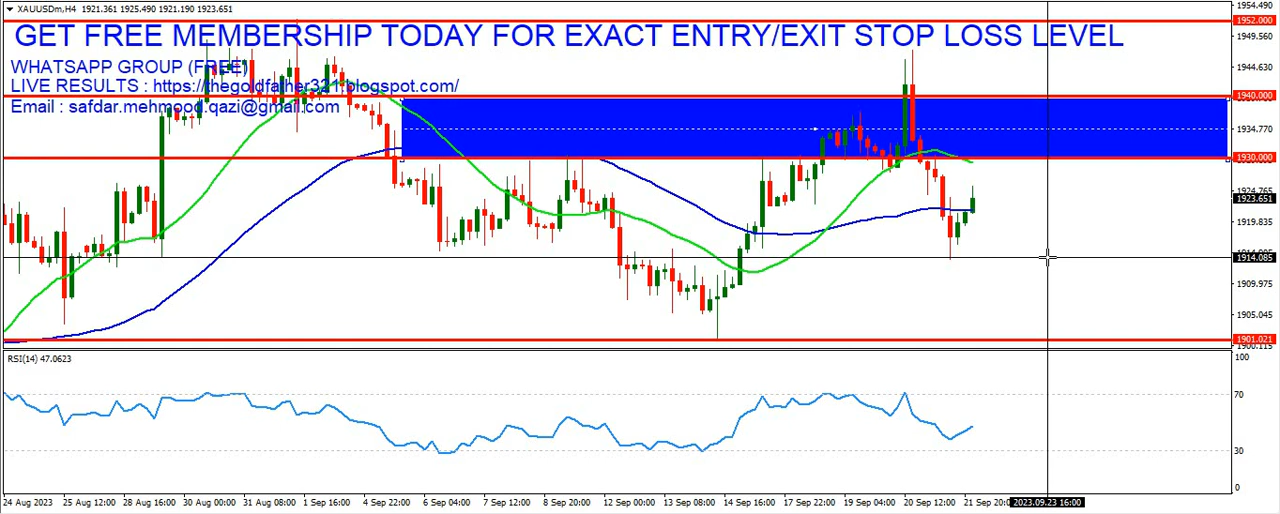 XAUUSDm,H4 1921.361 1925.490 1921.190 1923.651
GET FREE MEMBERSHIP TODAY FOR EXACT ENTRY/EXIT STOP LOSS LEVEL
WHATSAPP GROUP (FREE)
LIVE RESULTS : https://thegoldfather321.blogspot.com/
Email : safdar.mehmood.qazi@gmail.com
1954.490
1952.000
1949.560
1944.630
1940.000
1934.770
1930.000
1924.765
1923.651
1919.835
1914.085
1909.975
1905.045
1901.021
1900.115
RSI(14) 47.0623
100
70
30
0
24 Aug 2023
25 Aug 12:00
28 Aug 16:00
30 Aug 00:00
31 Aug 08:00
1 Sep 16:00
4 Sep 22:00
6 Sep 04:00
7 Sep 12:00
8 Sep 20:00
12 Sep 00:00
13 Sep 08:00
14 Sep 16:00
17 Sep 22:00
19 Sep 04:00
20 Sep 12:00
21 Sep 20:0
2023.09.23 16:00